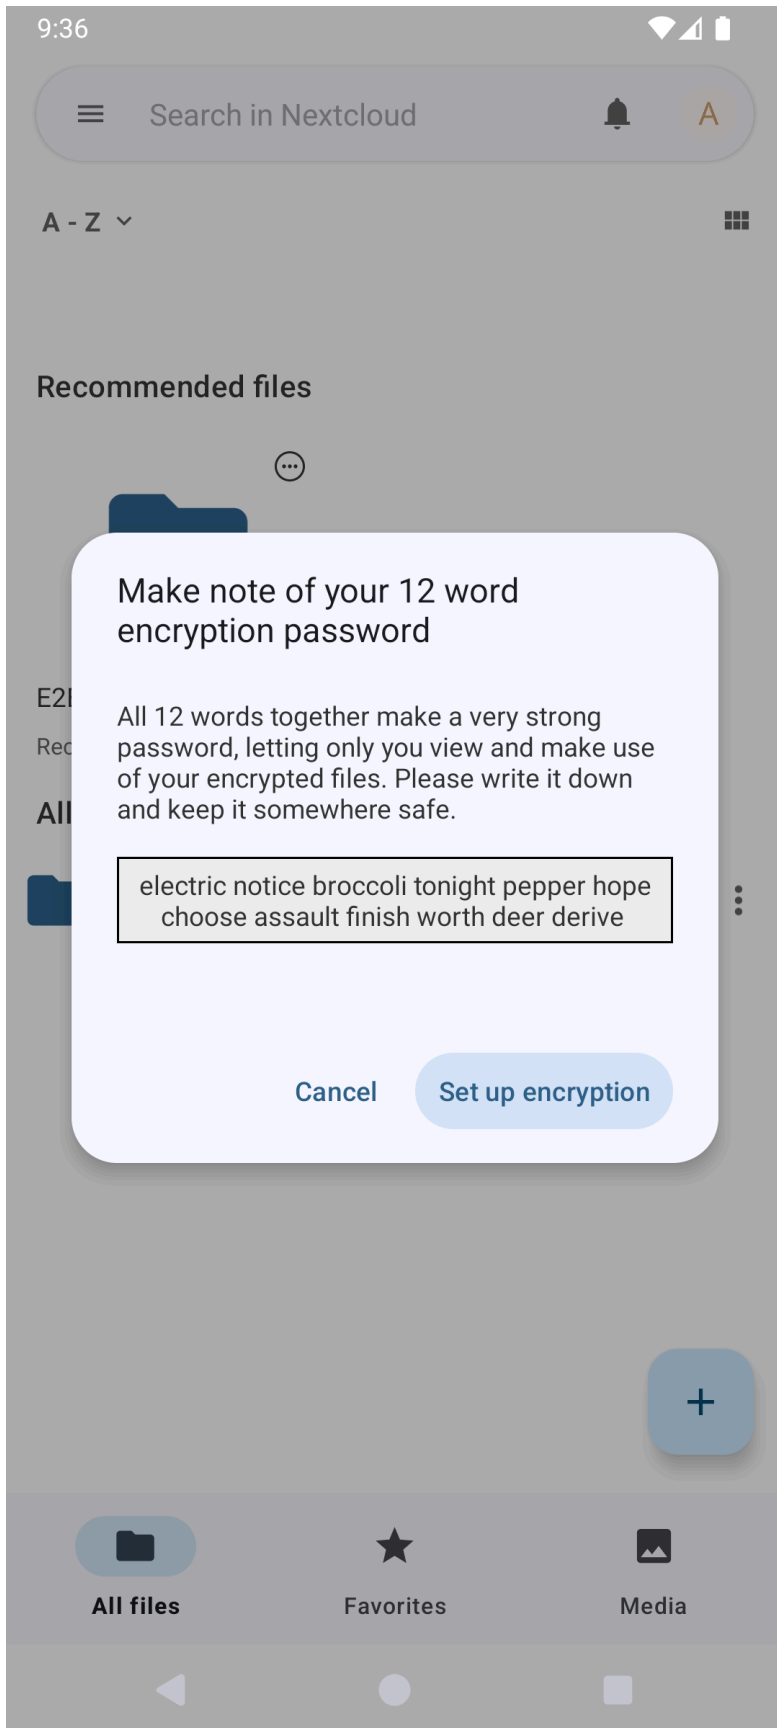 9:36
Search in Nextcloud
A
A - Z
Recommended files
Make note of your 12 word
encryption password
All 12 words together make a very strong
password, letting only you view and make use
of your encrypted files. Please write it down
and keep it somewhere safe.
electric notice broccoli tonight pepper hope
choose assault finish worth deer derive
Cancel
Set up encryption
All files
Favorites
Media